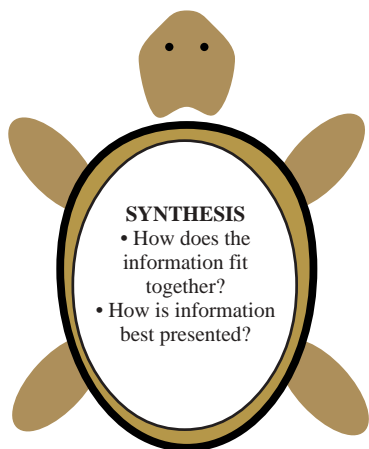 SYNTHESIS
• How does the
information fit
together?
• How is information
best presented?